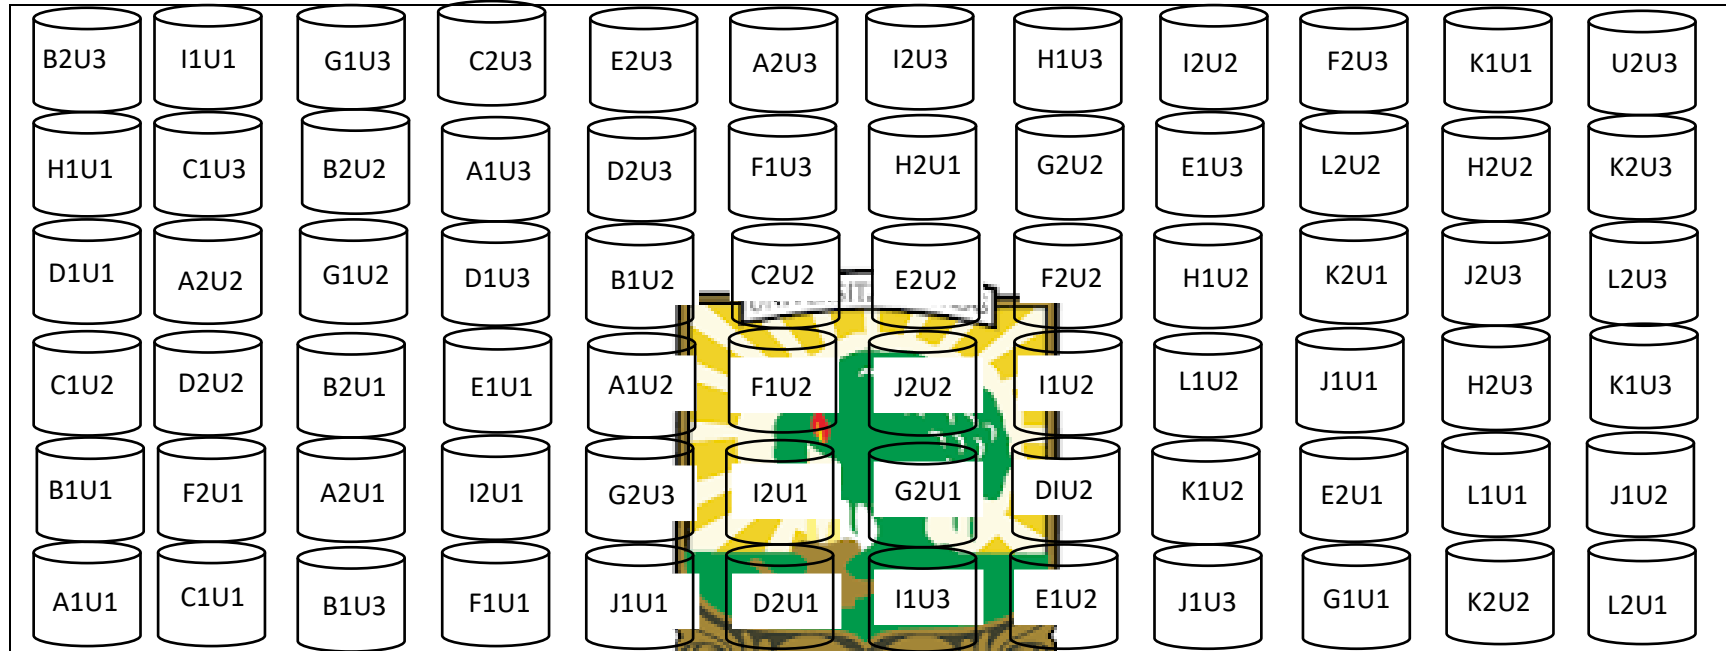 B2U3 I1U1 G1U3 C2U3 E2U3 A2U3 I2U3 H1U3 I2U2 F2U3 K1U1 U2U3
H1U1 C1U3 B2U2 A1U3 D2U3 F1U3 H2U1 G2U2 E1U3 L2U2 H2U2 K2U3
D1U1 A2U2 G1U2 D1U3 B1U2 C2U2 E2U2 F2U2 H1U2 K2U1 J2U3 L2U3
C1U2 D2U2 B2U1 E1U1 A1U2 F1U2 J2U2 I1U2 L1U2 J1U1 H2U3 K1U3
B1U1 F2U1 A2U1 I2U1 G2U3 I2U1 G2U1 DIU2 K1U2 E2U1 L1U1 J1U2
A1U1 C1U1 B1U3 F1U1 J1U1 D2U1 I1U3 E1U2 J1U3 G1U1 K2U2 L2U1